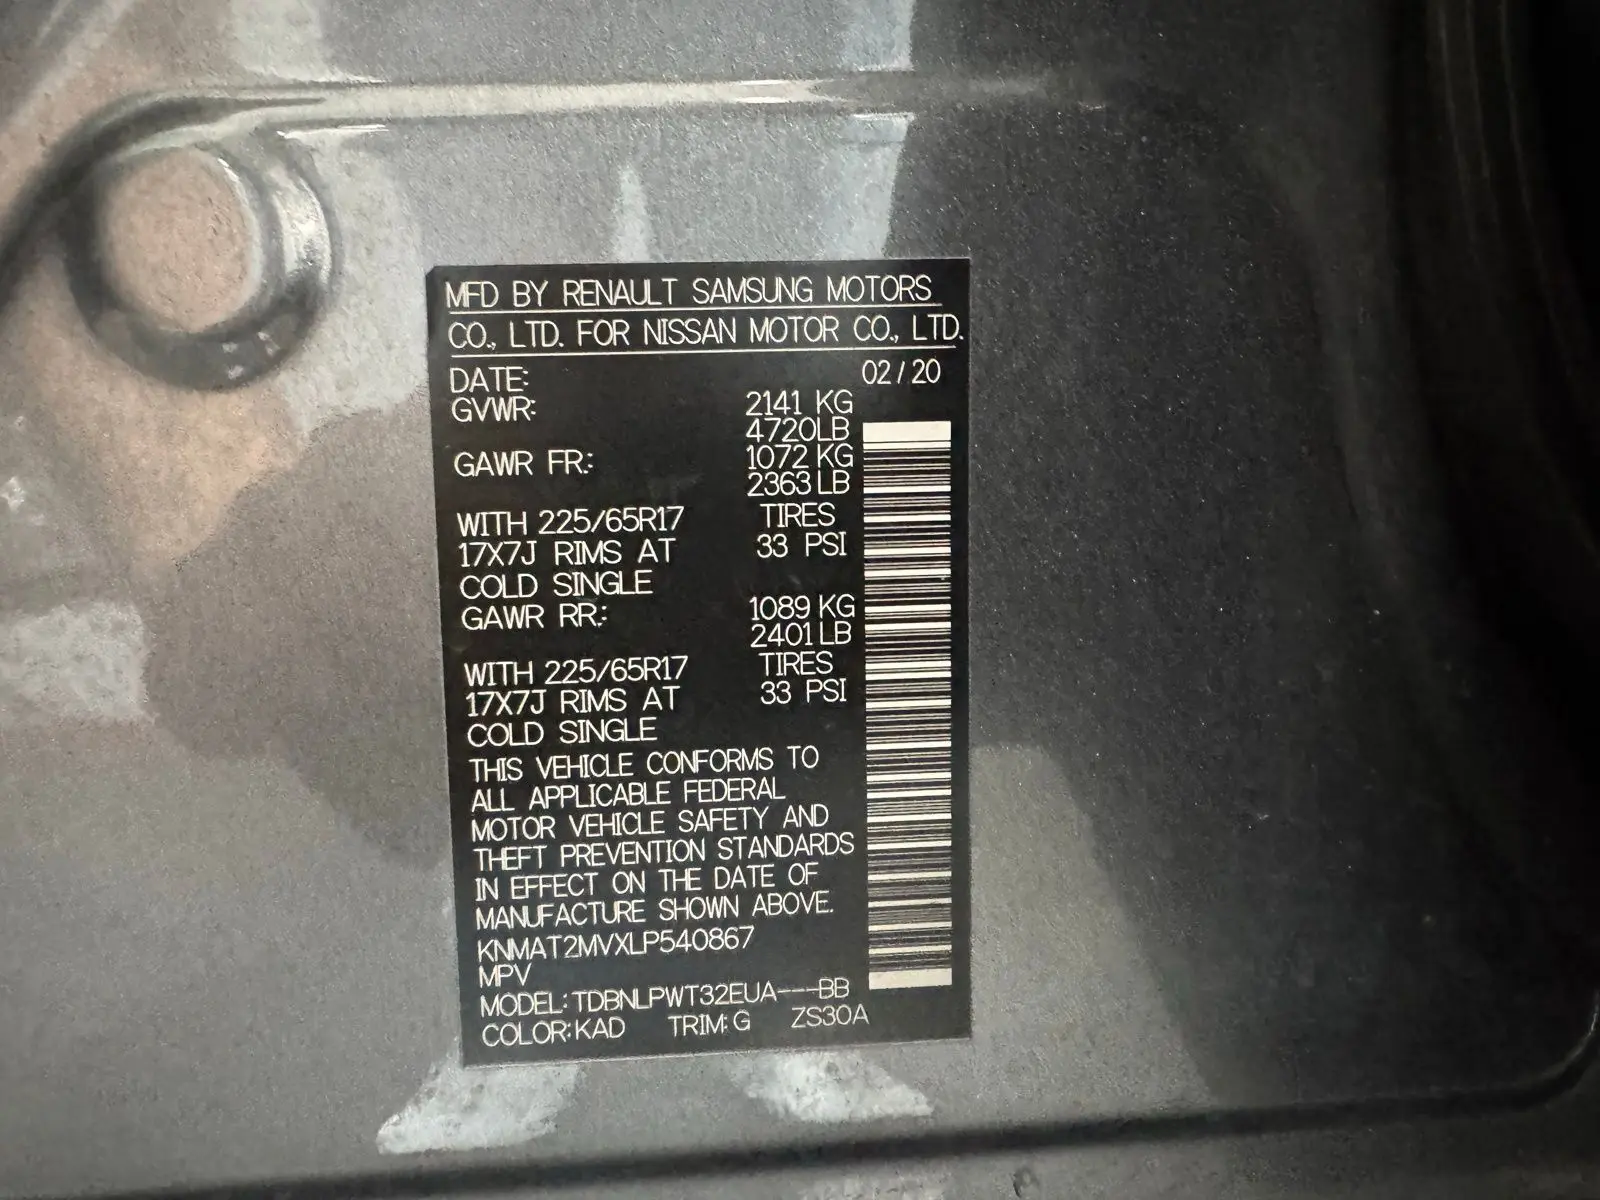 MFD BY RENAULT SAMSUNG MOTORS
CO., LTD. FOR NISSAN MOTOR CO., LTD.
DATE: 02/20
GVWR: 2141 KG
4720LB
GAWR FR.: 1072 KG
2363 LB
WITH 225/65R17 TIRES
17X7J RIMS AT 33 PSI
COLD SINGLE
GAWR RR.: 1089 KG
2401 LB
WITH 225/65R17 TIRES
17X7J RIMS AT 33 PSI
COLD SINGLE
THIS VEHICLE CONFORMS TO
ALL APPLICABLE FEDERAL
MOTOR VEHICLE SAFETY AND
THEFT PREVENTION STANDARDS
IN EFFECT ON THE DATE OF
MANUFACTURE SHOWN ABOVE.
KNMAT2MVXLP540867
MPV
MODEL: TDBNLPWT32EUA---BB
COLOR: KAD TRIM: G ZS30A